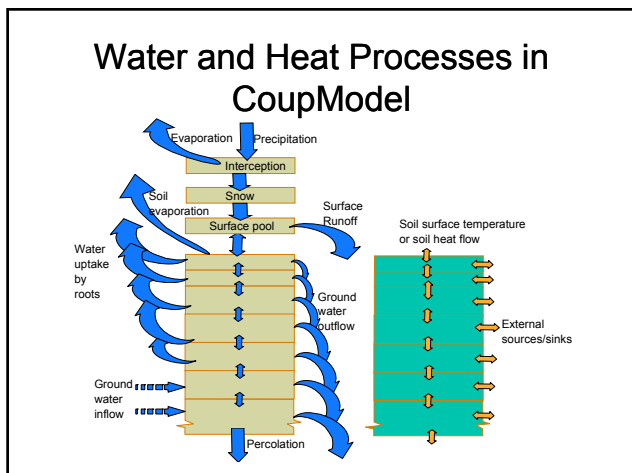 Water and Heat Processes in
CoupModel
Evaporation
Precipitation
Interception
Snow
Soil
evaporation
Surface pool
Surface
Runoff
Water
uptake
by
roots
Ground
water
outflow
Ground
water
inflow
Percolation
Soil surface temperature
or soil heat flow
External
sources/sinks